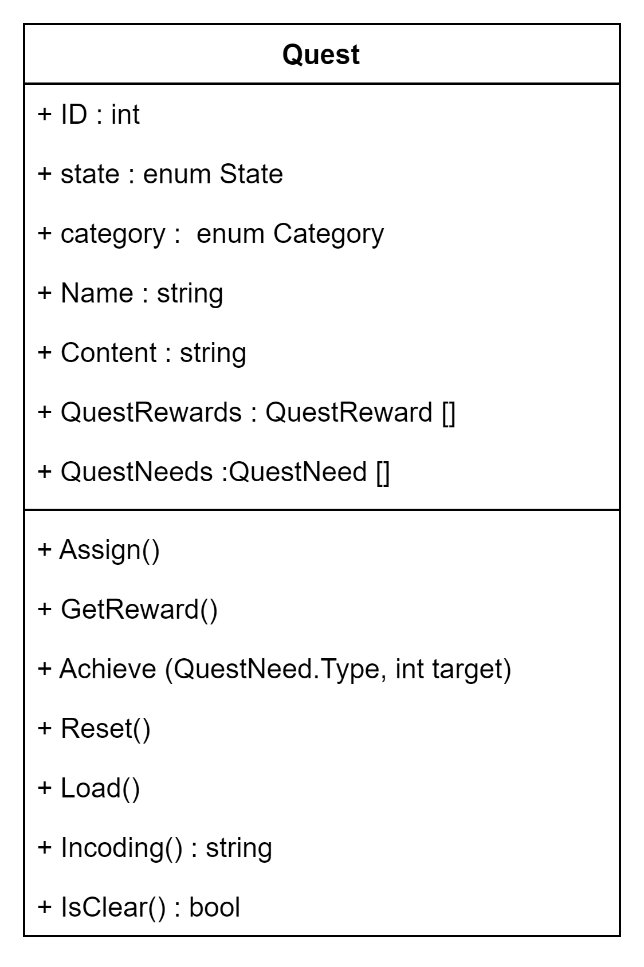 Quest
+ ID : int
+ state : enum State
+ category :  enum Category
+ Name : string
+ Content : string
+ QuestRewards : QuestReward []
+ QuestNeeds :QuestNeed []
+ Assign()
+ GetReward()
+ Achieve (QuestNeed.Type, int target)
+ Reset()
+ Load()
+ Incoding() : string
+ IsClear() : bool